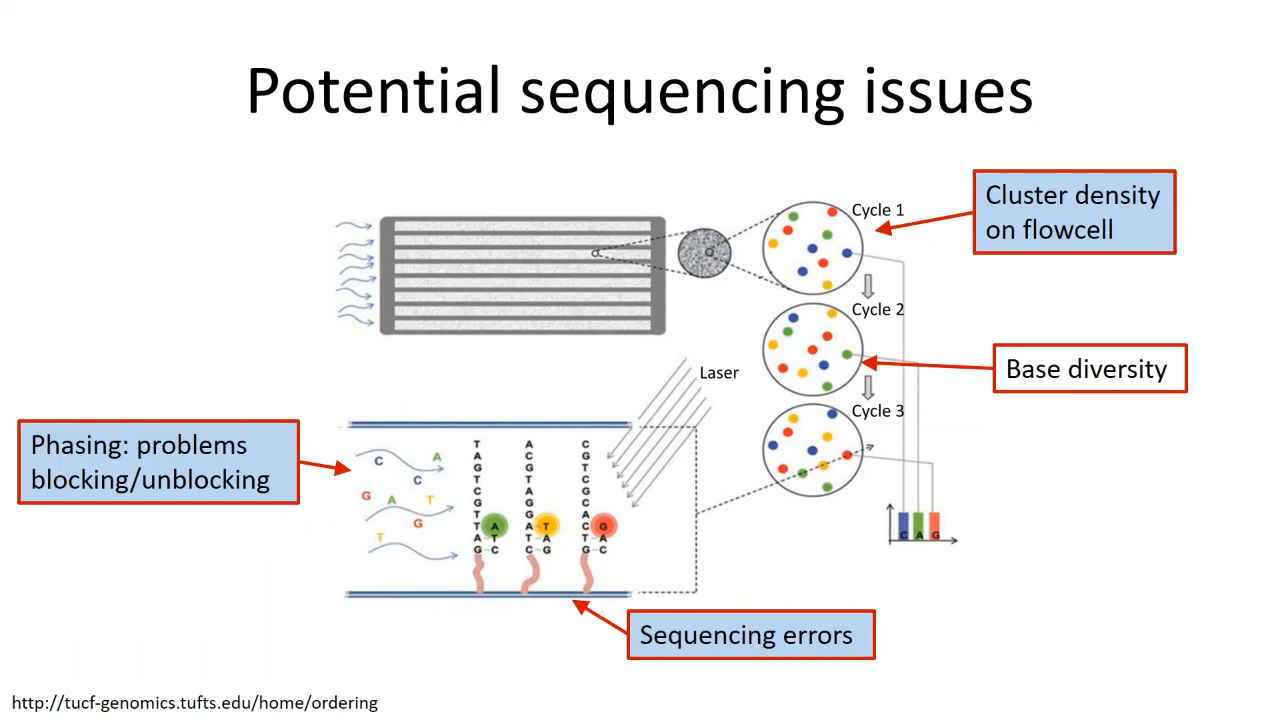 Potential sequencing issues
Cluster density
on flowcell
Cycle 1
Cycle 2
Base diversity
Laser
Cycle 3
Phasing: problems
blocking/unblocking
C
A
C
G
A
T
G
T
T
A
G
T
C
G
T
T
A
G
A
T
C
A
C
G
T
A
G
G
A
T
C
T
A
G
C
G
T
C
G
C
A
C
T
G
G
A
C
C A G
Sequencing errors
http://tucf-genomics.tufts.edu/home/ordering